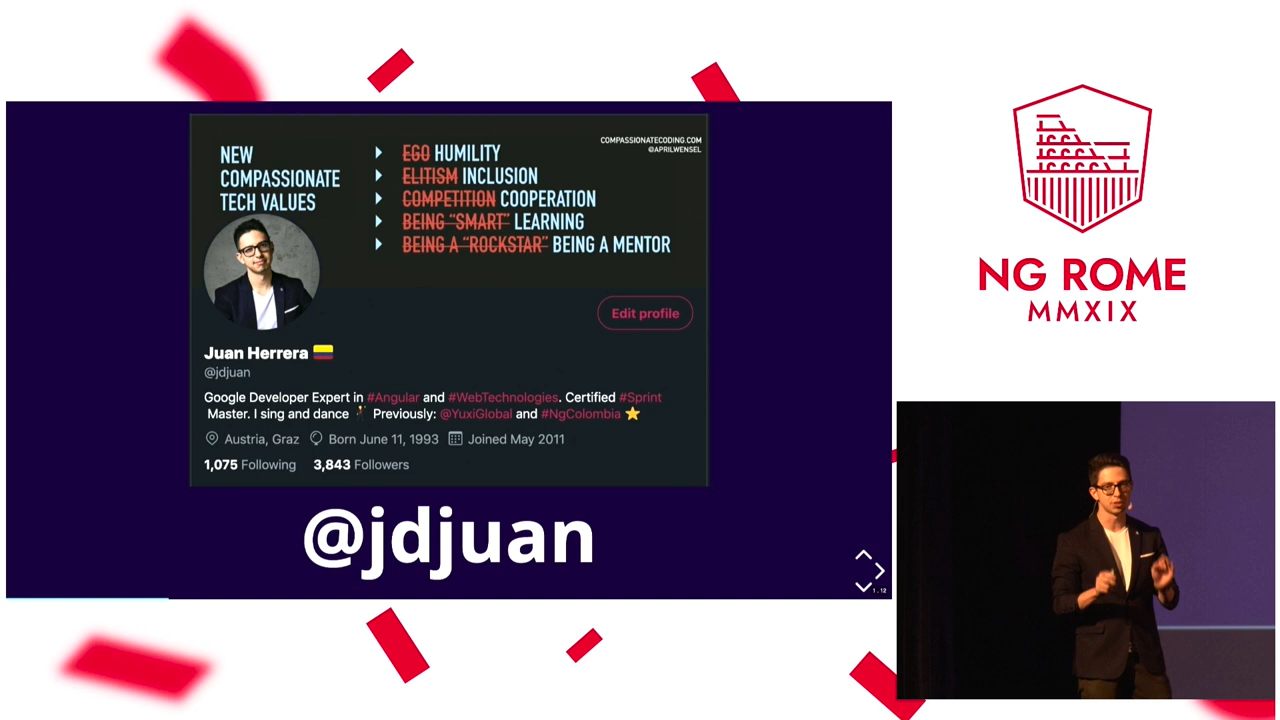 NEW
COMPASSIONATE
TECH VALUES
EGO HUMILITY
ELITISM INCLUSION
COMPETITION COOPERATION
BEING "SMART" LEARNING
BEING A "ROCKSTAR" BEING A MENTOR
COMPASSIONATECODING.COM
@APRILWENSEL
Edit profile
Juan Herrera
@jdjuan
Google Developer Expert in #Angular and #WebTechnologies. Certified #Sprint
Master. I sing and dance Previously: @YuxiGlobal and #NgColombia
Austria, Graz Born June 11, 1993 Joined May 2011
1,075 Following 3,843 Followers
@jdjuan
1.12
NG ROME
MMXIX